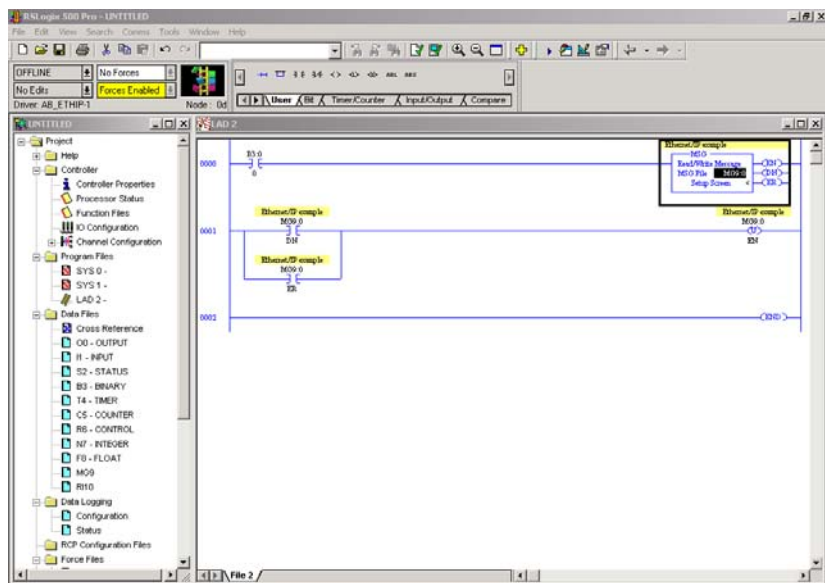 RSLogix 500 Pro - UNTITLED
File Edit View Search Comms Tools Window Help
OFFLINE
No Forces
No Edits
Forces Enabled
Driver: AB_ETHIP-1
Node : 0d
User
Bit
Timer/Counter
Input/Output
Compare
UNTITLED
Project
Help
Controller
Controller Properties
Processor Status
Function Files
IO Configuration
Channel Configuration
Program Files
SYS 0 -
SYS 1 -
LAD 2 -
Data Files
Cross Reference
O0 - OUTPUT
I1 - INPUT
S2 - STATUS
B3 - BINARY
T4 - TIMER
C5 - COUNTER
R6 - CONTROL
N7 - INTEGER
F8 - FLOAT
MG9
RI10
Data Logging
Configuration
Status
RCP Configuration Files
Force Files
LAD 2
0000
B3:0
0
Ethernet/IP example
MSG
Read/Write Message
MSG File MG9:0
Setup Screen <
EN
DN
ER
0001
Ethernet/IP example
MG9:0
DN
Ethernet/IP example
MG9:0
U
EN
Ethernet/IP example
MG9:0
ER
0002
END
File 2